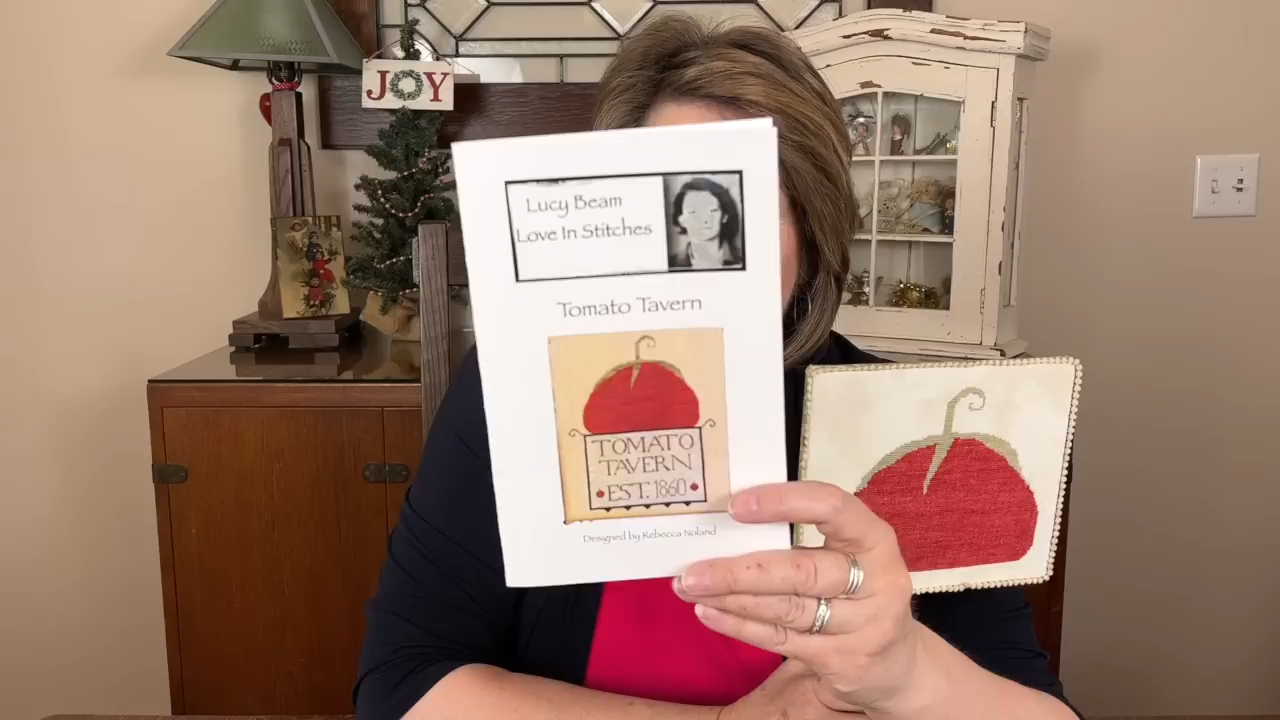 JOY
Lucy Beam
Love In Stitches
Tomato Tavern
TOMATO
TAVERN
EST. 1860
Designed by Rebecca Noland